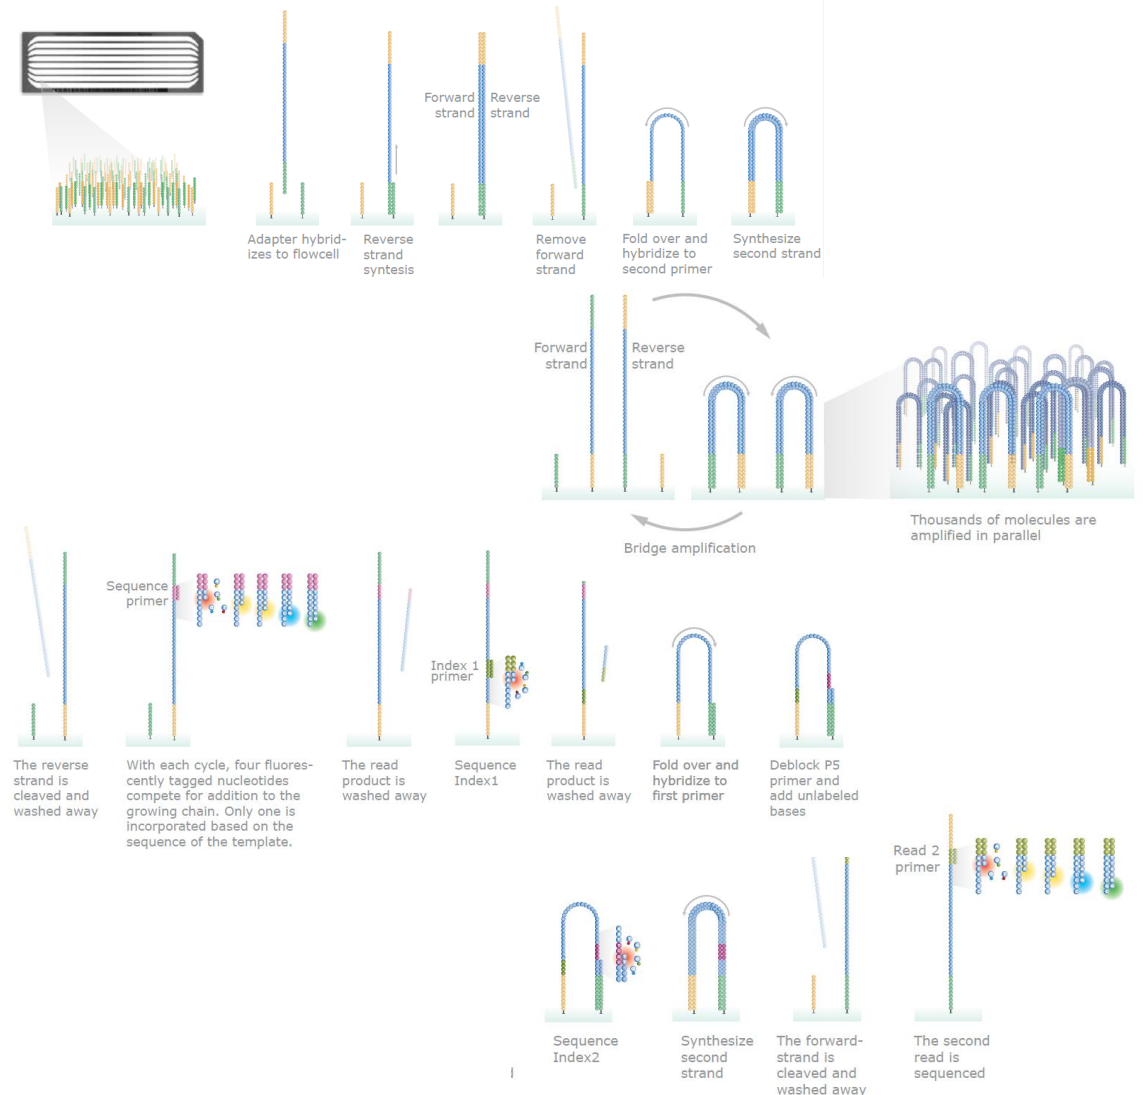 Forward
strand
Reverse
strand
Adapter hybrid-
izes to flowcell
Reverse
strand
syntesis
Remove
forward
strand
Fold over and
hybridize to
second primer
Synthesize
second strand
Forward
strand
Reverse
strand
Bridge amplification
Thousands of molecules are
amplified in parallel
Sequence
primer
Index 1
primer
The reverse
strand is
cleaved and
washed away
With each cycle, four fluores-
cently tagged nucleotides
compete for addition to the
growing chain. Only one is
incorporated based on the
sequence of the template.
The read
product is
washed away
Sequence
Index1
The read
product is
washed away
Fold over and
hybridize to
first primer
Deblock P5
primer and
add unlabeled
bases
Read 2
primer
Sequence
Index2
Synthesize
second
strand
The forward-
strand is
cleaved and
washed away
The second
read is
sequenced